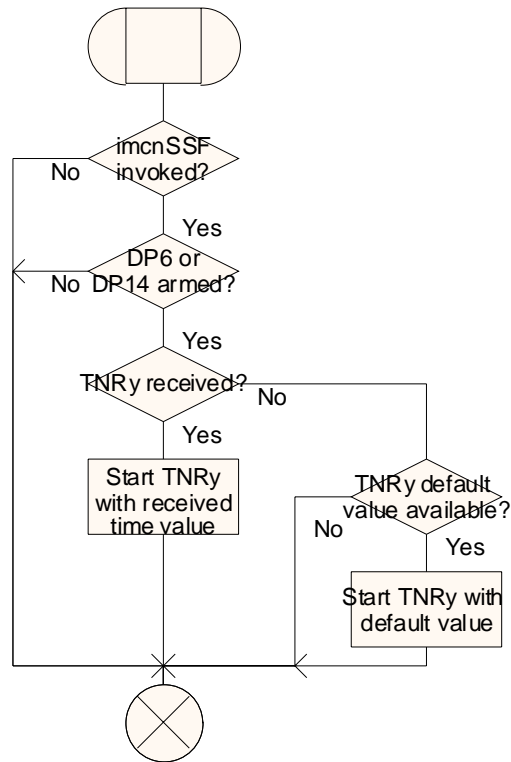 imcnSSF
invoked?
No
Yes
DP6 or
DP14 armed?
No
Yes
TNRy received?
No
Yes
Start TNRy
with received
time value
TNRy default
value available?
No
Yes
Start TNRy with
default value